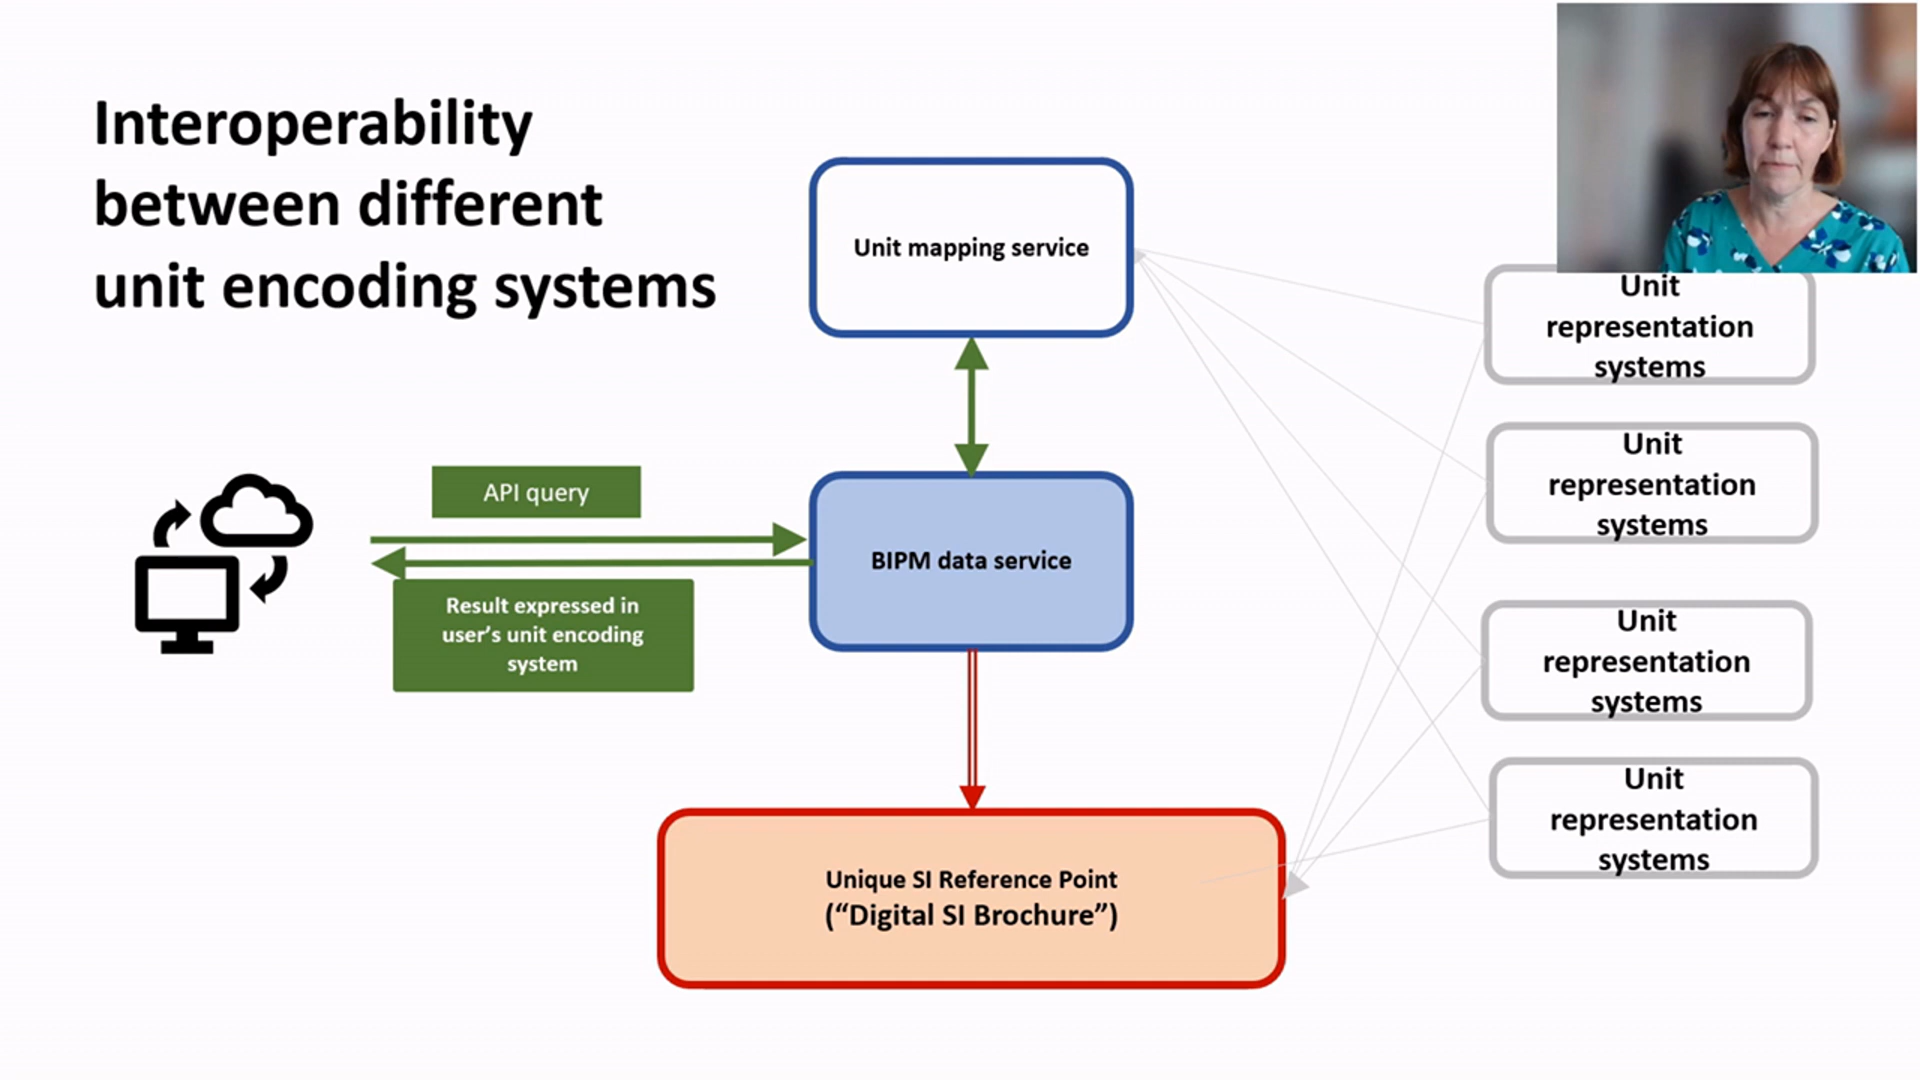 Interoperability
between different
unit encoding systems
Unit mapping service
Unit
representation
systems
Unit
representation
systems
API query
BIPM data service
Result expressed in
user's unit encoding
system
Unit
representation
systems
Unit
representation
systems
Unique SI Reference Point
(“Digital SI Brochure”)